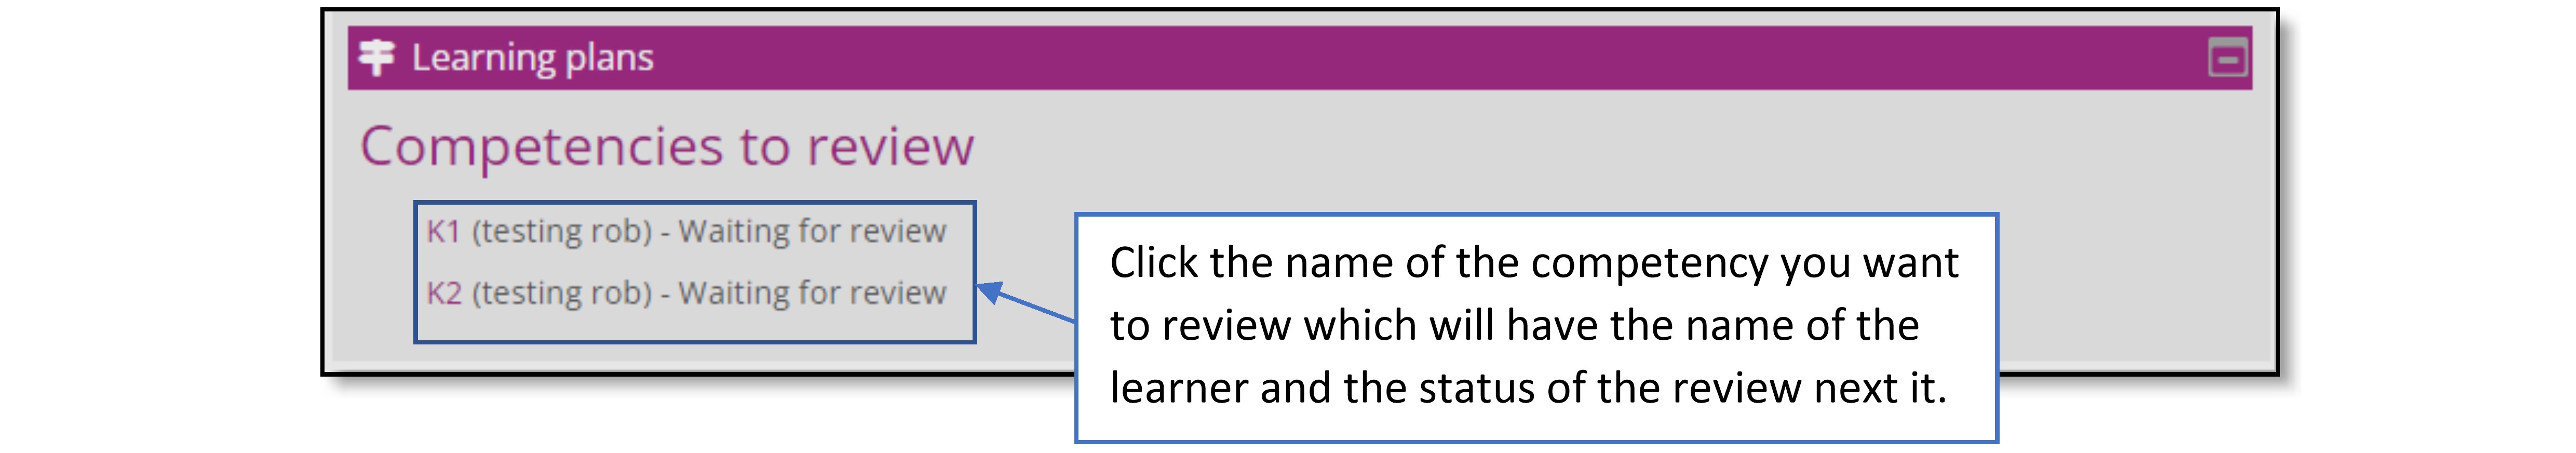 Learning plans
Competencies to review
K1 (testing rob) - Waiting for review
K2 (testing rob) - Waiting for review
Click the name of the competency you want
to review which will have the name of the
learner and the status of the review next it.